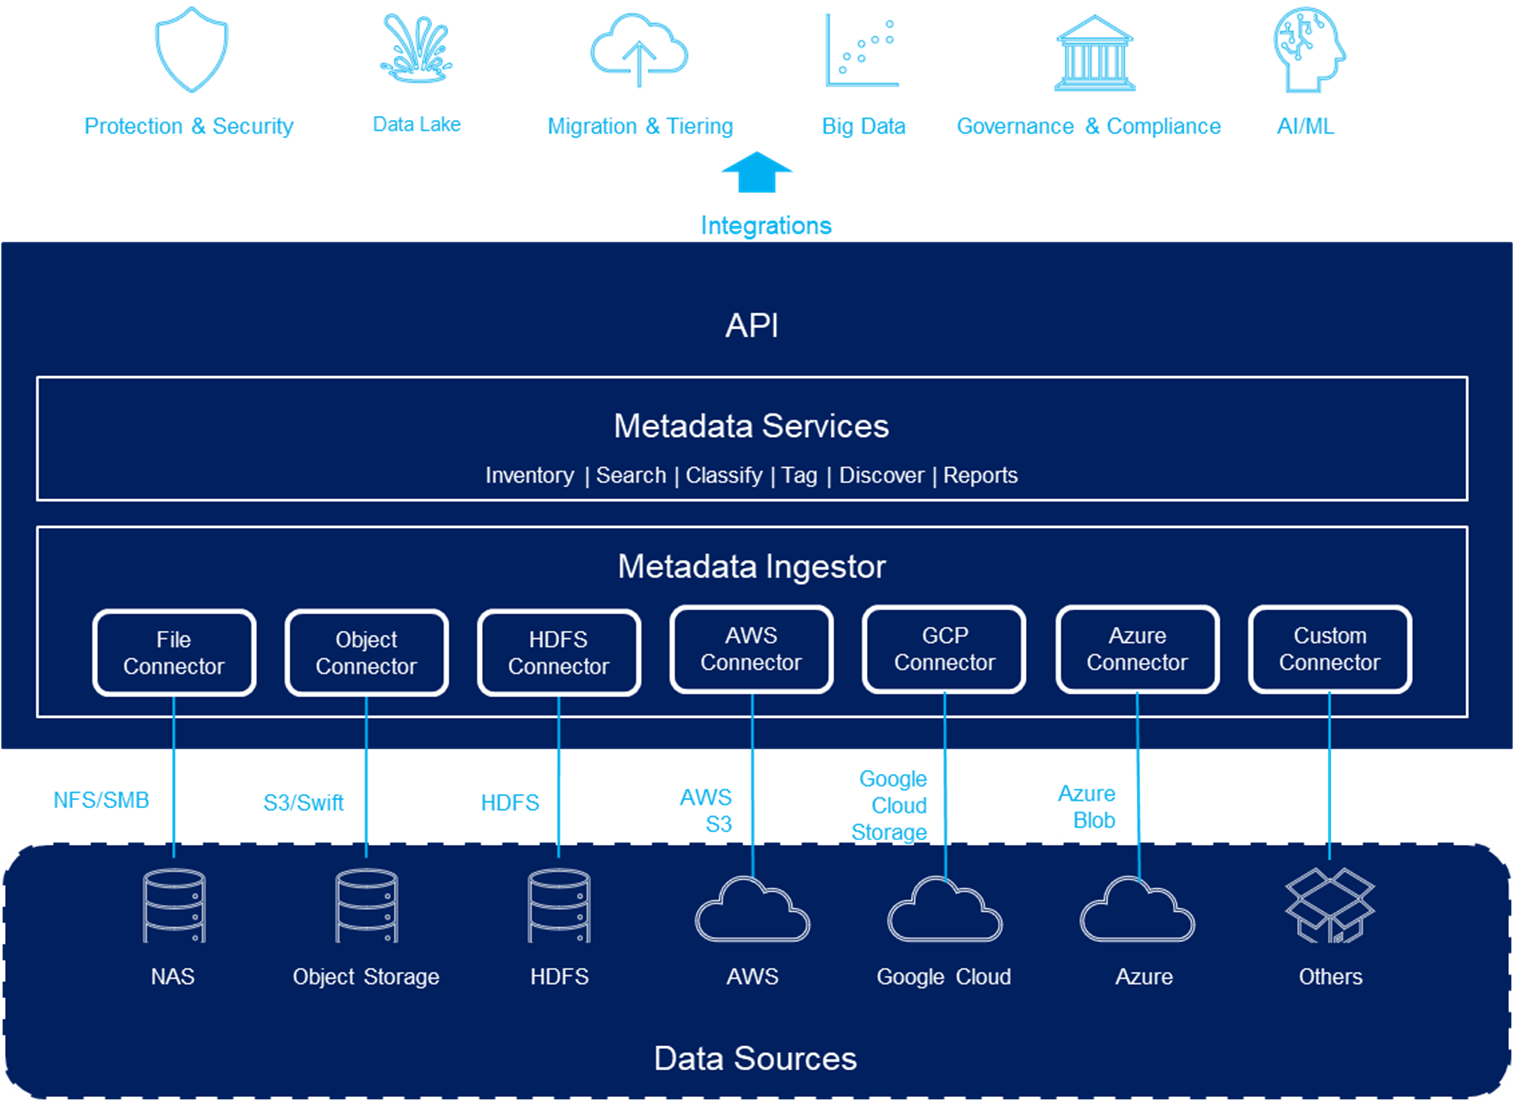 Protection & Security
Data Lake
Migration & Tiering
Big Data
Governance & Compliance
AI/ML
Integrations
API
Metadata Services
Inventory | Search | Classify | Tag | Discover | Reports
Metadata Ingestor
File
Connector
Object
Connector
HDFS
Connector
AWS
Connector
GCP
Connector
Azure
Connector
Custom
Connector
NFS/SMB
S3/Swift
HDFS
AWS
S3
Google
Cloud
Storage
Azure
Blob
NAS
Object Storage
HDFS
AWS
Google Cloud
Azure
Others
Data Sources